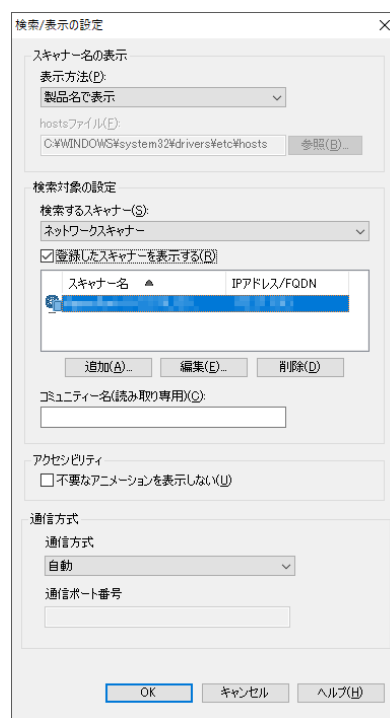 検索/表示の設定
スキャナー名の表示
表示方法(P):
製品名で表示
hostsファイル(F):
C:¥WINDOWS¥system32¥drivers¥etc¥hosts
参照(B)...
検索対象の設定
検索するスキャナー(S):
ネットワークスキャナー
登録したスキャナーを表示する(R)
スキャナー名 IPアドレス/FQDN
追加(A)... 編集(E)... 削除(D)
コミュニティー名(読み取り専用)(C):
アクセシビリティ
不要なアニメーションを表示しない(U)
通信方式
通信方式
自動
通信ポート番号
OK キャンセル ヘルプ(H)